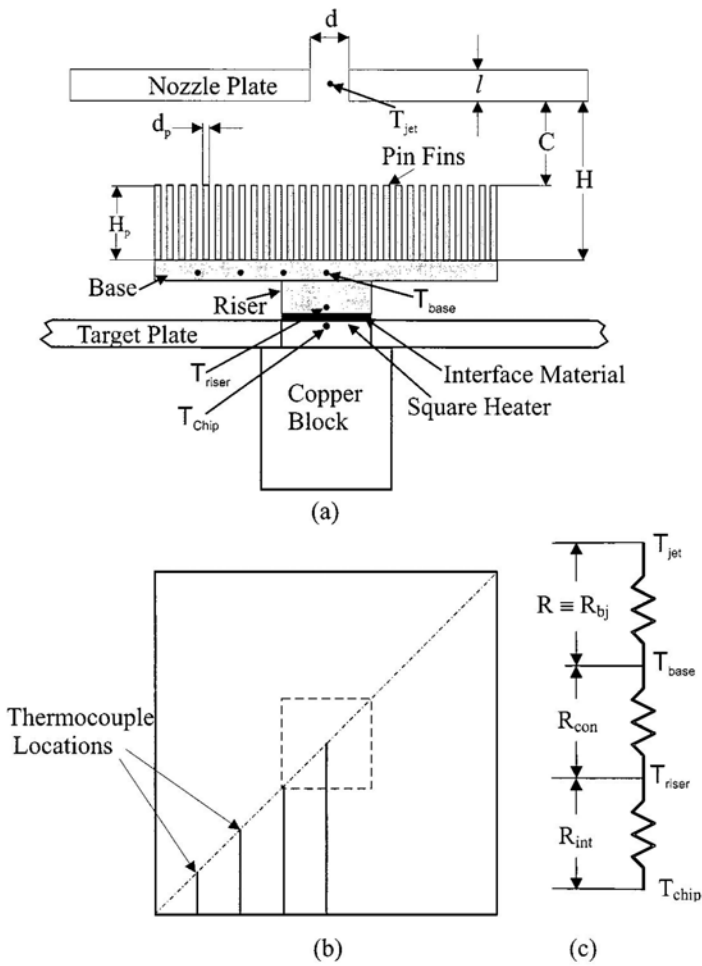 d
Nozzle Plate
l
T_jet
d_p
C
Pin Fins
H
H_p
Base
Riser
T_base
Target Plate
T_riser
Interface Material
T_Chip
Copper
Block
Square Heater
(a)
T_jet
R ≡ R_bj
T_base
Thermocouple
Locations
R_con
T_riser
R_int
T_chip
(b)
(c)